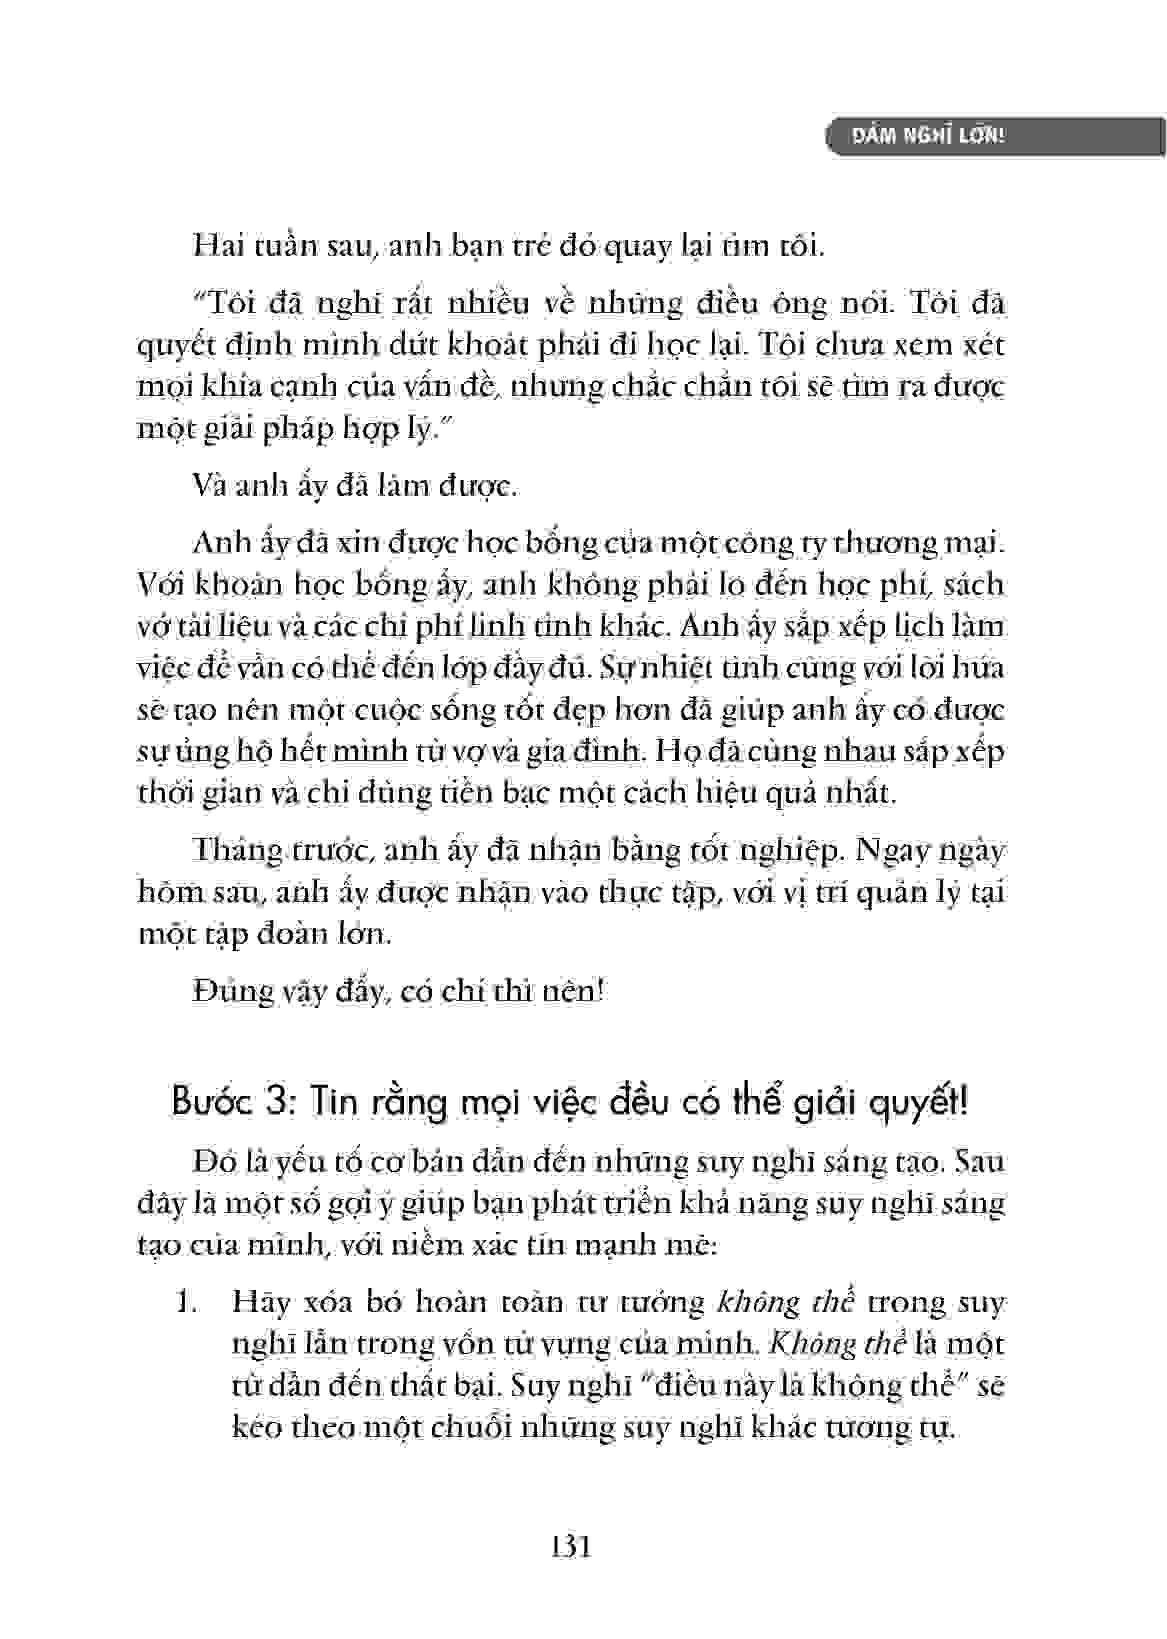 DÁM NGHĨ LỚN!
Hai tuần sau, anh bạn trẻ đó quay lại tìm tôi.
“Tôi đã nghĩ rất nhiều về những điều ông nói. Tôi đã
quyết định mình dứt khoát phải đi học lại. Tôi chưa xem xét
mọi khía cạnh của vấn đề, nhưng chắc chắn tôi sẽ tìm ra được
một giải pháp hợp lý.”
Và anh ấy đã làm được.
Anh ấy đã xin được học bổng của một công ty thương mại.
Với khoản học bổng ấy, anh không phải lo đến học phí, sách
vở tài liệu và các chi phí linh tinh khác. Anh ấy sắp xếp lịch làm
việc để vẫn có thể đến lớp đầy đủ. Sự nhiệt tình cùng với lời hứa
sẽ tạo nên một cuộc sống tốt đẹp hơn đã giúp anh ấy có được
sự ủng hộ hết mình từ vợ và gia đình. Họ đã cùng nhau sắp xếp
thời gian và chi dùng tiền bạc một cách hiệu quả nhất.
Tháng trước, anh ấy đã nhận bằng tốt nghiệp. Ngay ngày
hôm sau, anh ấy được nhận vào thực tập, với vị trí quản lý tại
một tập đoàn lớn.
Đúng vậy đấy, có chí thì nên!
Bước 3: Tin rằng mọi việc đều có thể giải quyết!
Đó là yếu tố cơ bản dẫn đến những suy nghĩ sáng tạo. Sau
đây là một số gợi ý giúp bạn phát triển khả năng suy nghĩ sáng
tạo của mình, với niềm xác tín mạnh mẽ:
1. Hãy xóa bỏ hoàn toàn tư tưởng không thể trong suy
nghĩ lẫn trong vốn từ vựng của mình. Không thể là một
từ dẫn đến thất bại. Suy nghĩ “điều này là không thể” sẽ
kéo theo một chuỗi những suy nghĩ khác tương tự.
131